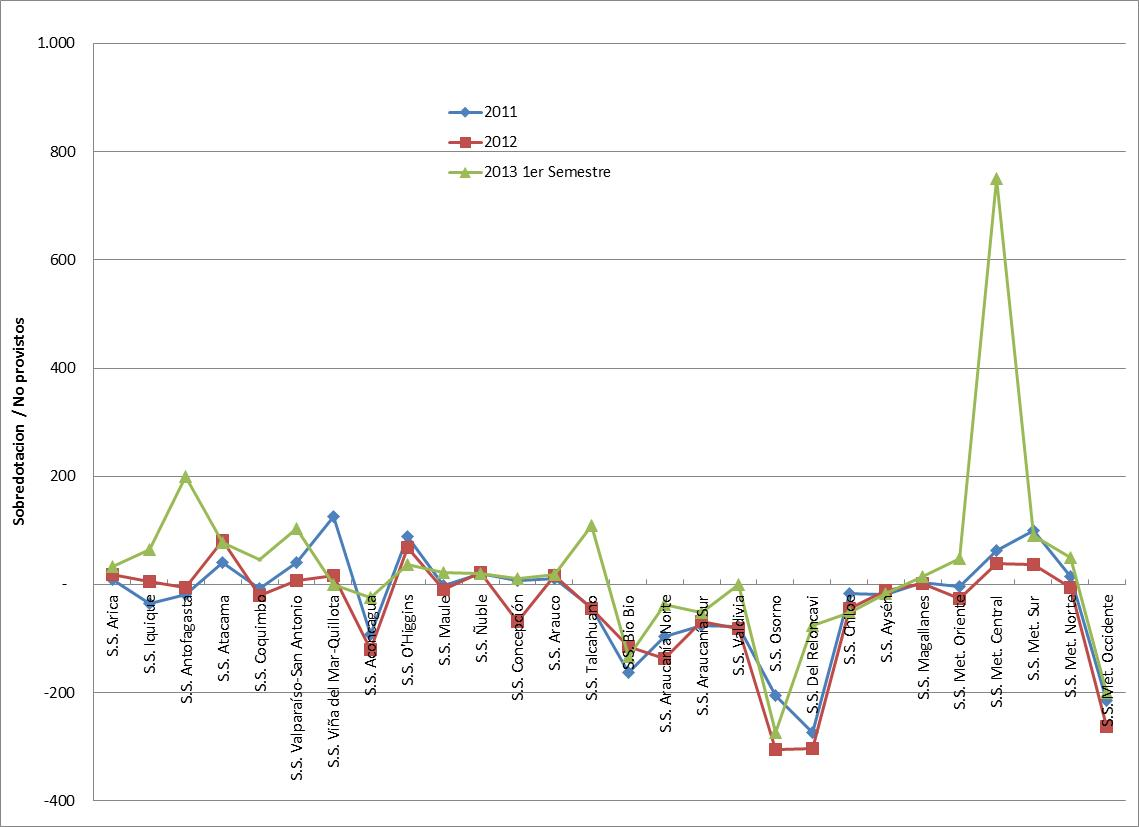 1.000
2011
2012
2013 1er Semestre
800
600
400
200
-
-200
-400
Sobredotacion / No provistos
S.S. Arica
S.S. Iquique
S.S. Antofagasta
S.S. Atacama
S.S. Coquimbo
S.S. Valparaíso-San Antonio
S.S. Viña del Mar-Quillota
S.S. Aconcagua
S.S. O'Higgins
S.S. Maule
S.S. Ñuble
S.S. Concepción
S.S. Arauco
S.S. Talcahuano
S.S. Bio Bio
S.S. Araucanía Norte
S.S. Araucanía Sur
S.S. Valdivia
S.S. Osorno
S.S. Del Reloncavi
S.S. Chiloe
S.S. Aysén
S.S. Magallanes
S.S. Met. Oriente
S.S. Met. Central
S.S. Met. Sur
S.S. Met. Norte
S.S. Met. Occidente